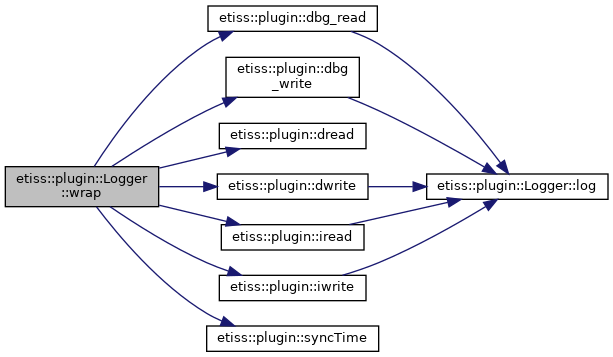 etiss::plugin::dbg_read
etiss::plugin::dbg
_write
etiss::plugin::dread
etiss::plugin::Logger
::wrap
etiss::plugin::dwrite
etiss::plugin::Logger::log
etiss::plugin::iread
etiss::plugin::iwrite
etiss::plugin::syncTime